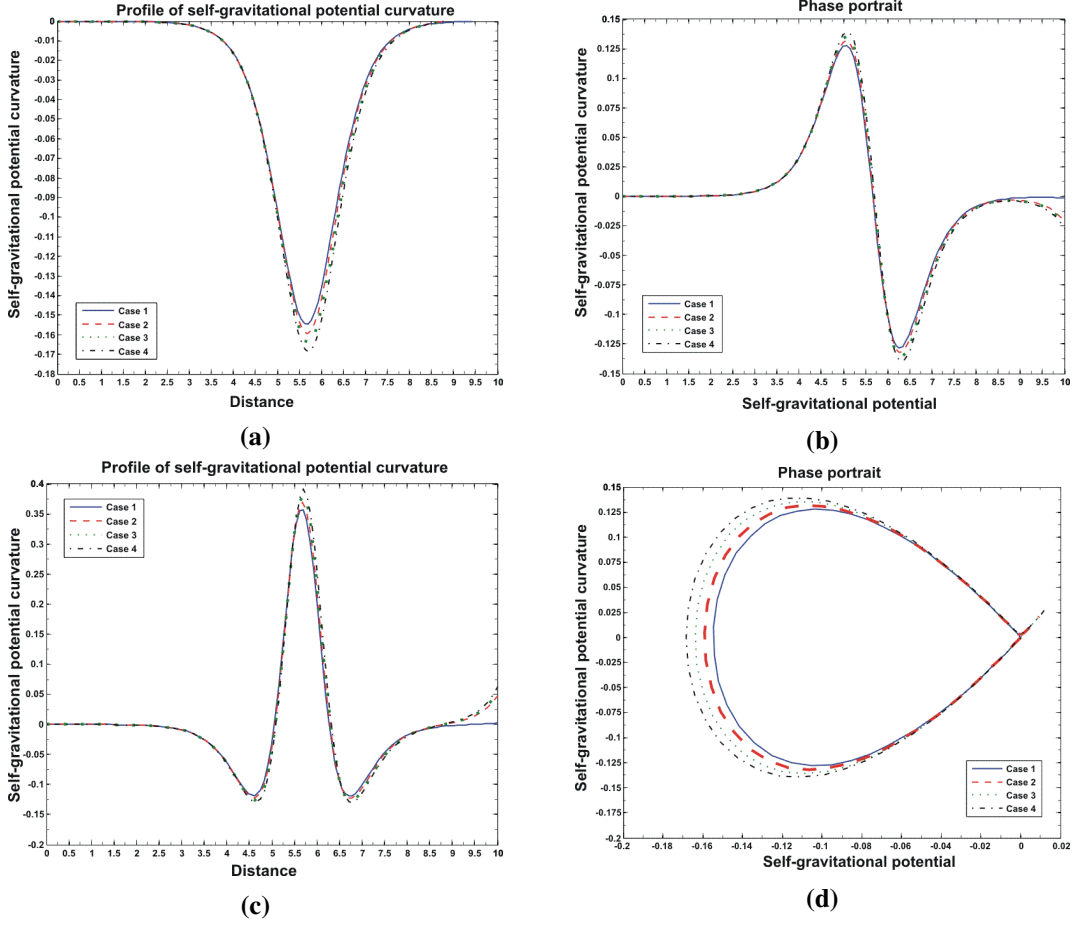 Profile of self-gravitational potential curvature
Self-gravitational potential curvature
0
-0.01
-0.02
-0.03
-0.04
-0.05
-0.06
-0.07
-0.08
-0.09
-0.1
-0.11
-0.12
-0.13
-0.14
-0.15
-0.16
-0.17
-0.18
Case 1
Case 2
Case 3
Case 4
0 0.5 1 1.5 2 2.5 3 3.5 4 4.5 5 5.5 6 6.5 7 7.5 8 8.5 9 9.5 10
Distance
(a)
Phase portrait
Self-gravitational potential curvature
0.15
0.125
0.1
0.075
0.05
0.025
0
-0.025
-0.05
-0.075
-0.1
-0.125
-0.15
Case 1
Case 2
Case 3
Case 4
0 0.5 1 1.5 2 2.5 3 3.5 4 4.5 5 5.5 6 6.5 7 7.5 8 8.5 9 9.5 10
Self-gravitational potential
(b)
Profile of self-gravitational potential curvature
Self-gravitational potential curvature
0.4
0.35
0.3
0.25
0.2
0.15
0.1
0.05
0
-0.05
-0.1
-0.15
-0.2
Case 1
Case 2
Case 3
Case 4
0 0.5 1 1.5 2 2.5 3 3.5 4 4.5 5 5.5 6 6.5 7 7.5 8 8.5 9 9.5 10
Distance
(c)
Phase portrait
Self-gravitational potential curvature
0.15
0.125
0.1
0.075
0.05
0.025
0
-0.025
-0.05
-0.075
-0.1
-0.125
-0.15
-0.175
-0.2
Case 1
Case 2
Case 3
Case 4
-0.2 -0.18 -0.16 -0.14 -0.12 -0.1 -0.08 -0.06 -0.04 -0.02 0 0.02
Self-gravitational potential
(d)